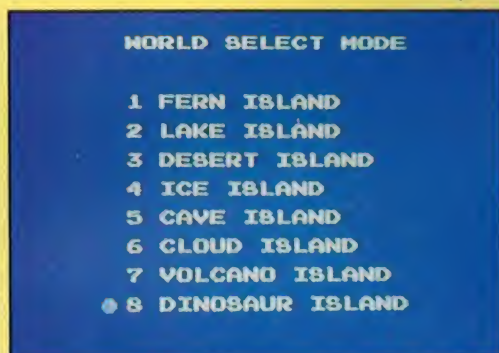 WORLD SELECT MODE
1 FERN ISLAND
2 LAKE ISLAND
3 DESERT ISLAND
4 ICE ISLAND
5 CAVE ISLAND
6 CLOUD ISLAND
7 VOLCANO ISLAND
8 DINOSAUR ISLAND